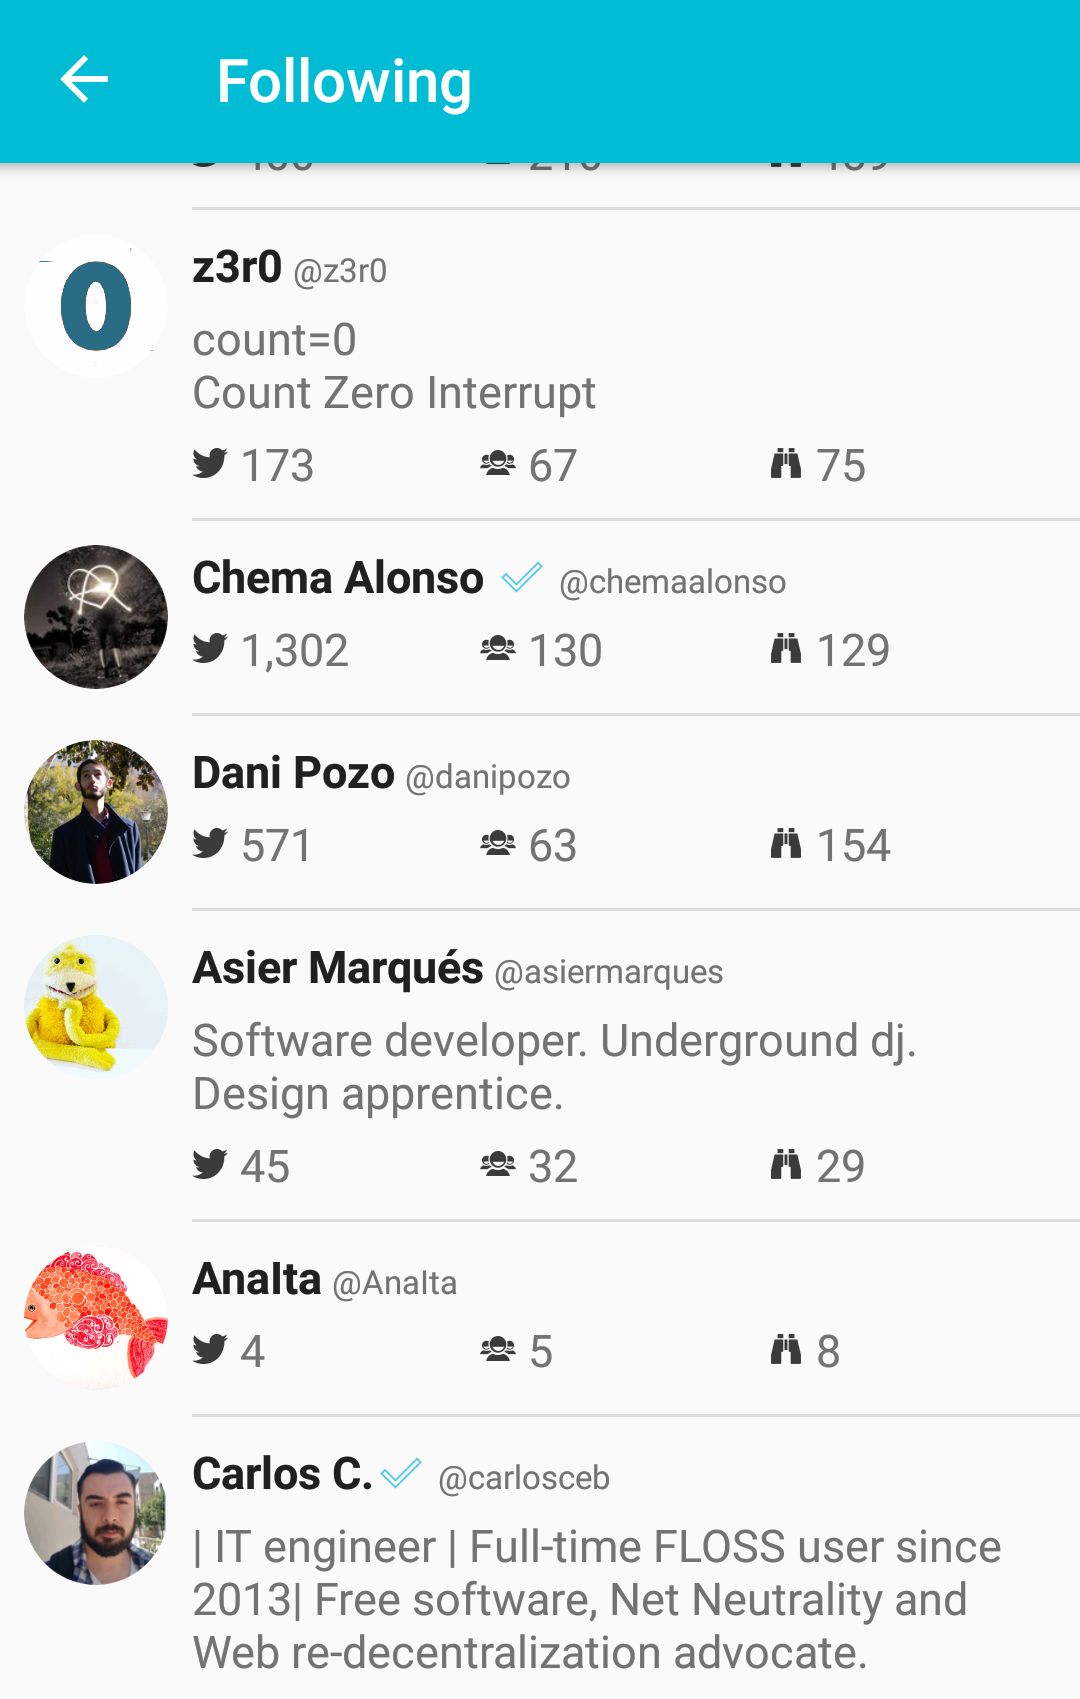 Following
z3r0 @z3r0
count=0
Count Zero Interrupt
173 67 75
Chema Alonso @chemaalonso
1,302 130 129
Dani Pozo @danipozo
571 63 154
Asier Marqués @asiermarques
Software developer. Underground dj.
Design apprentice.
45 32 29
Analta @Analta
4 5 8
Carlos C. @carlosceb
| IT engineer | Full-time FLOSS user since
2013| Free software, Net Neutrality and
Web re-decentralization advocate.